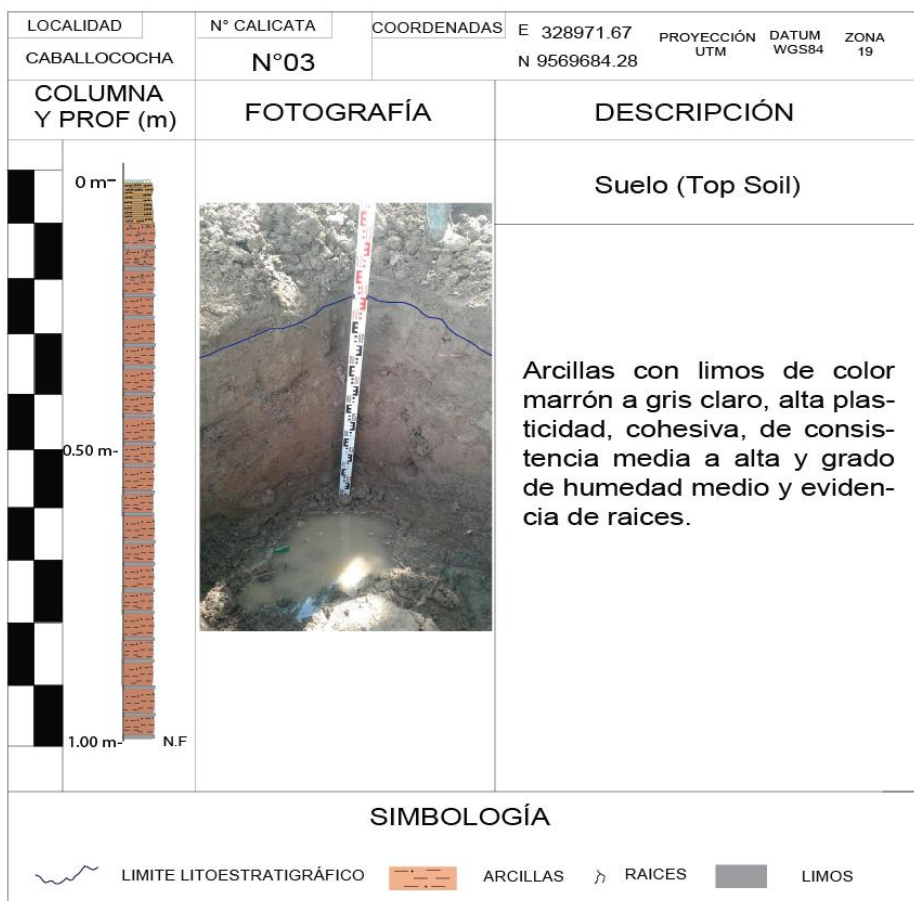 LOCALIDAD
CABALLOCOCHA
N° CALICATA
N°03
COORDENADAS
E 328971.67
N 9569684.28
PROYECCIÓN
UTM
DATUM
WGS84
ZONA
19
COLUMNA
Y PROF (m)
FOTOGRAFÍA
DESCRIPCIÓN
0 m
0.50 m
1.00 m
N.F
Suelo (Top Soil)
Arcillas con limos de color
marrón a gris claro, alta plas-
ticidad, cohesiva, de consis-
tencia media a alta y grado
de humedad medio y eviden-
cia de raices.
SIMBOLOGÍA
LIMITE LITOESTRATIGRÁFICO
ARCILLAS
RAICES
LIMOS